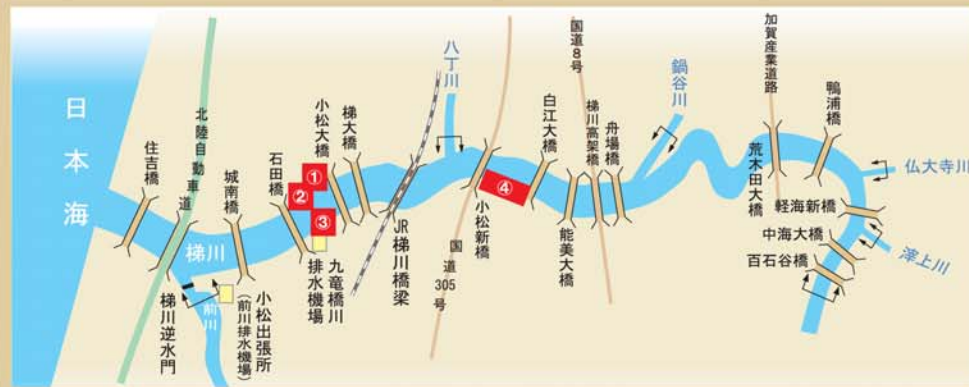 日本海
住吉橋
北陸自動車道
城南橋
梯川
石田橋
小松大橋
梯大橋
①
②
③
④
八丁川
国道8号
白江大橋
梯川高架橋
舟場橋
鍋谷川
加賀産業道路
鴨浦橋
荒木田大橋
仏大寺川
軽海新橋
中海大橋
百石谷橋
滓上川
小松新橋
能美大橋
国道305号
JR梯川橋梁
九竜橋川
排水機場
小松出張所
(前川排水機場)
前川
梯川逆水門